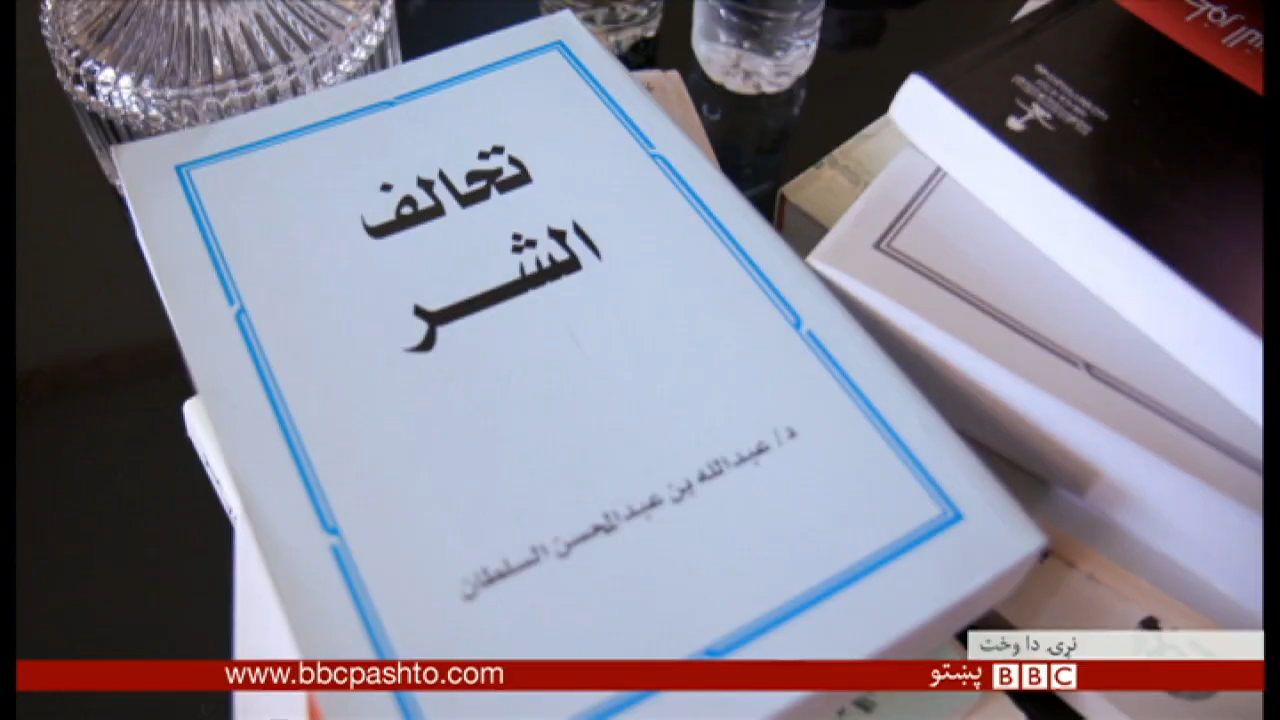 تحالف
الشر
د/ عبدالله بن عبدالمحسن السلطان
نړۍ دا وخت
www.bbcpashto.com
پښتو BBC